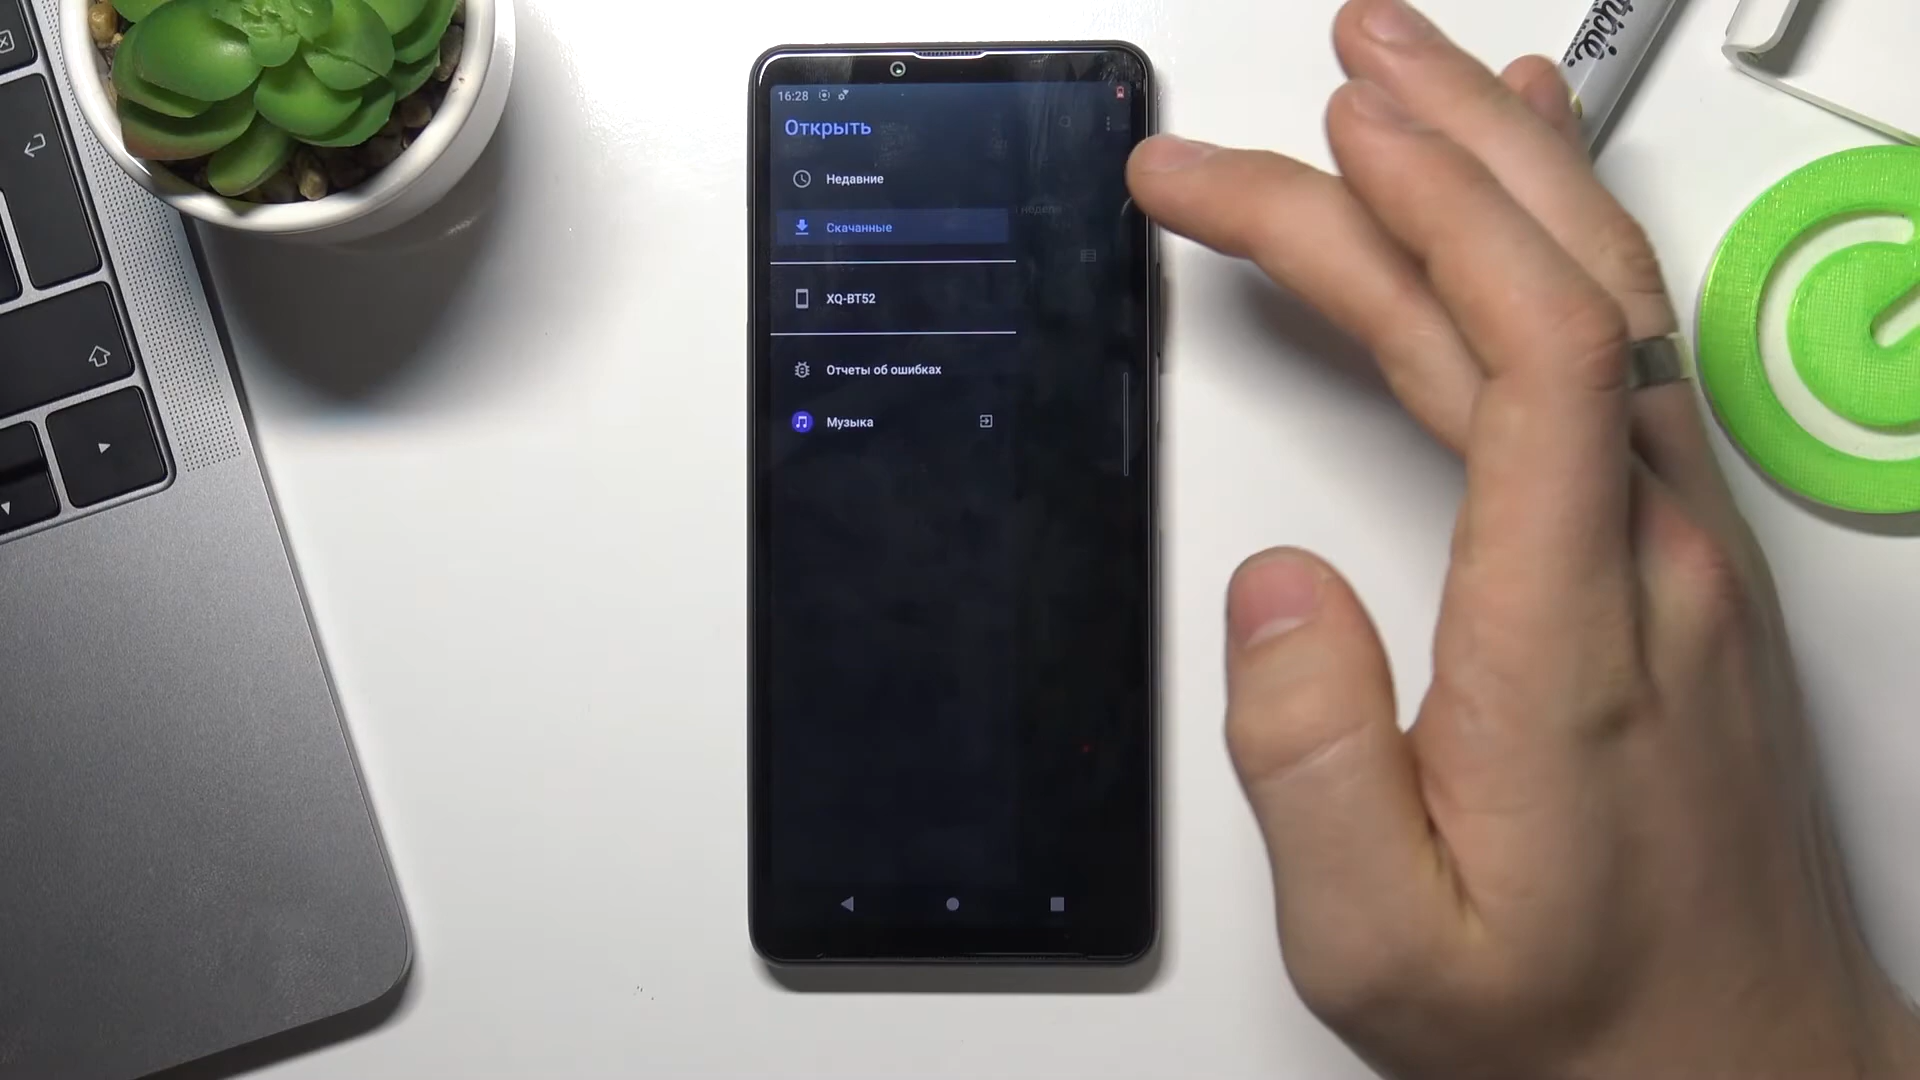 16:28
Открыть
Недавние
Скачанные
XQ-BT52
Отчеты об ошибках
Музыка